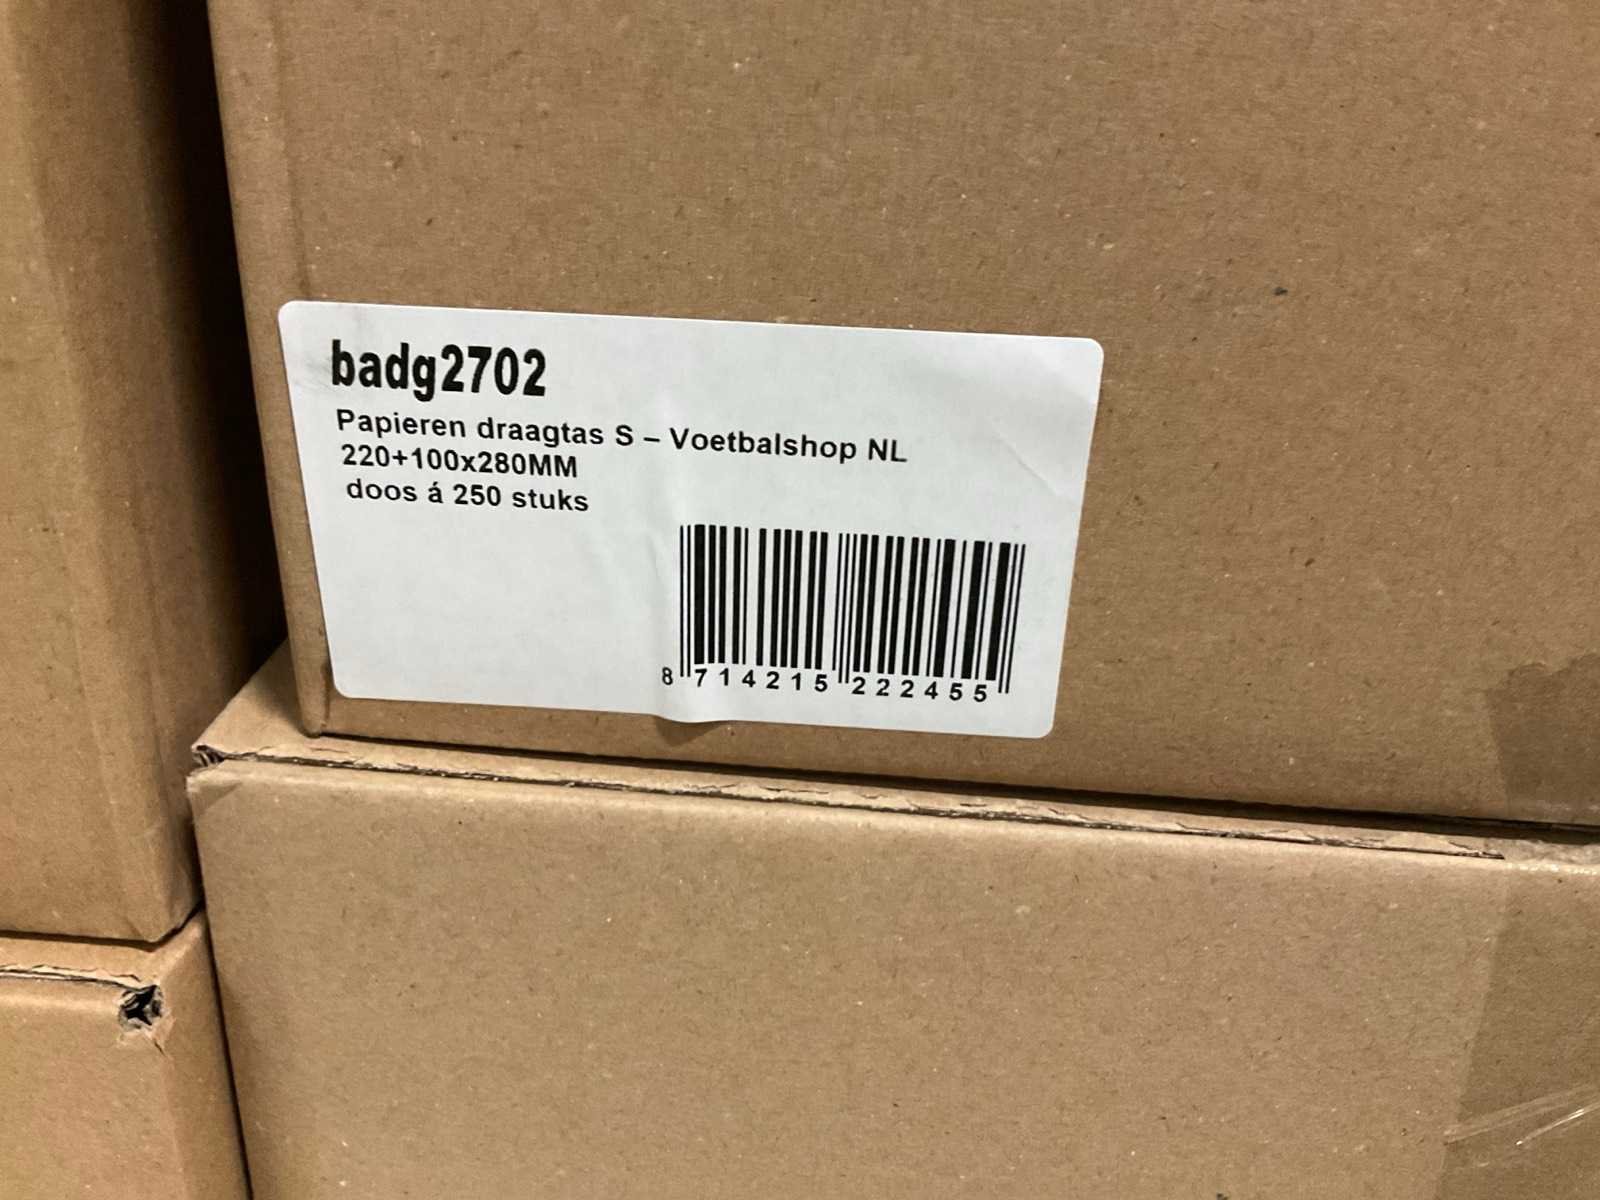 badg2702
Papieren draagtas S – Voetbalshop NL
220+100x280MM
doos á 250 stuks
8 714215 222455